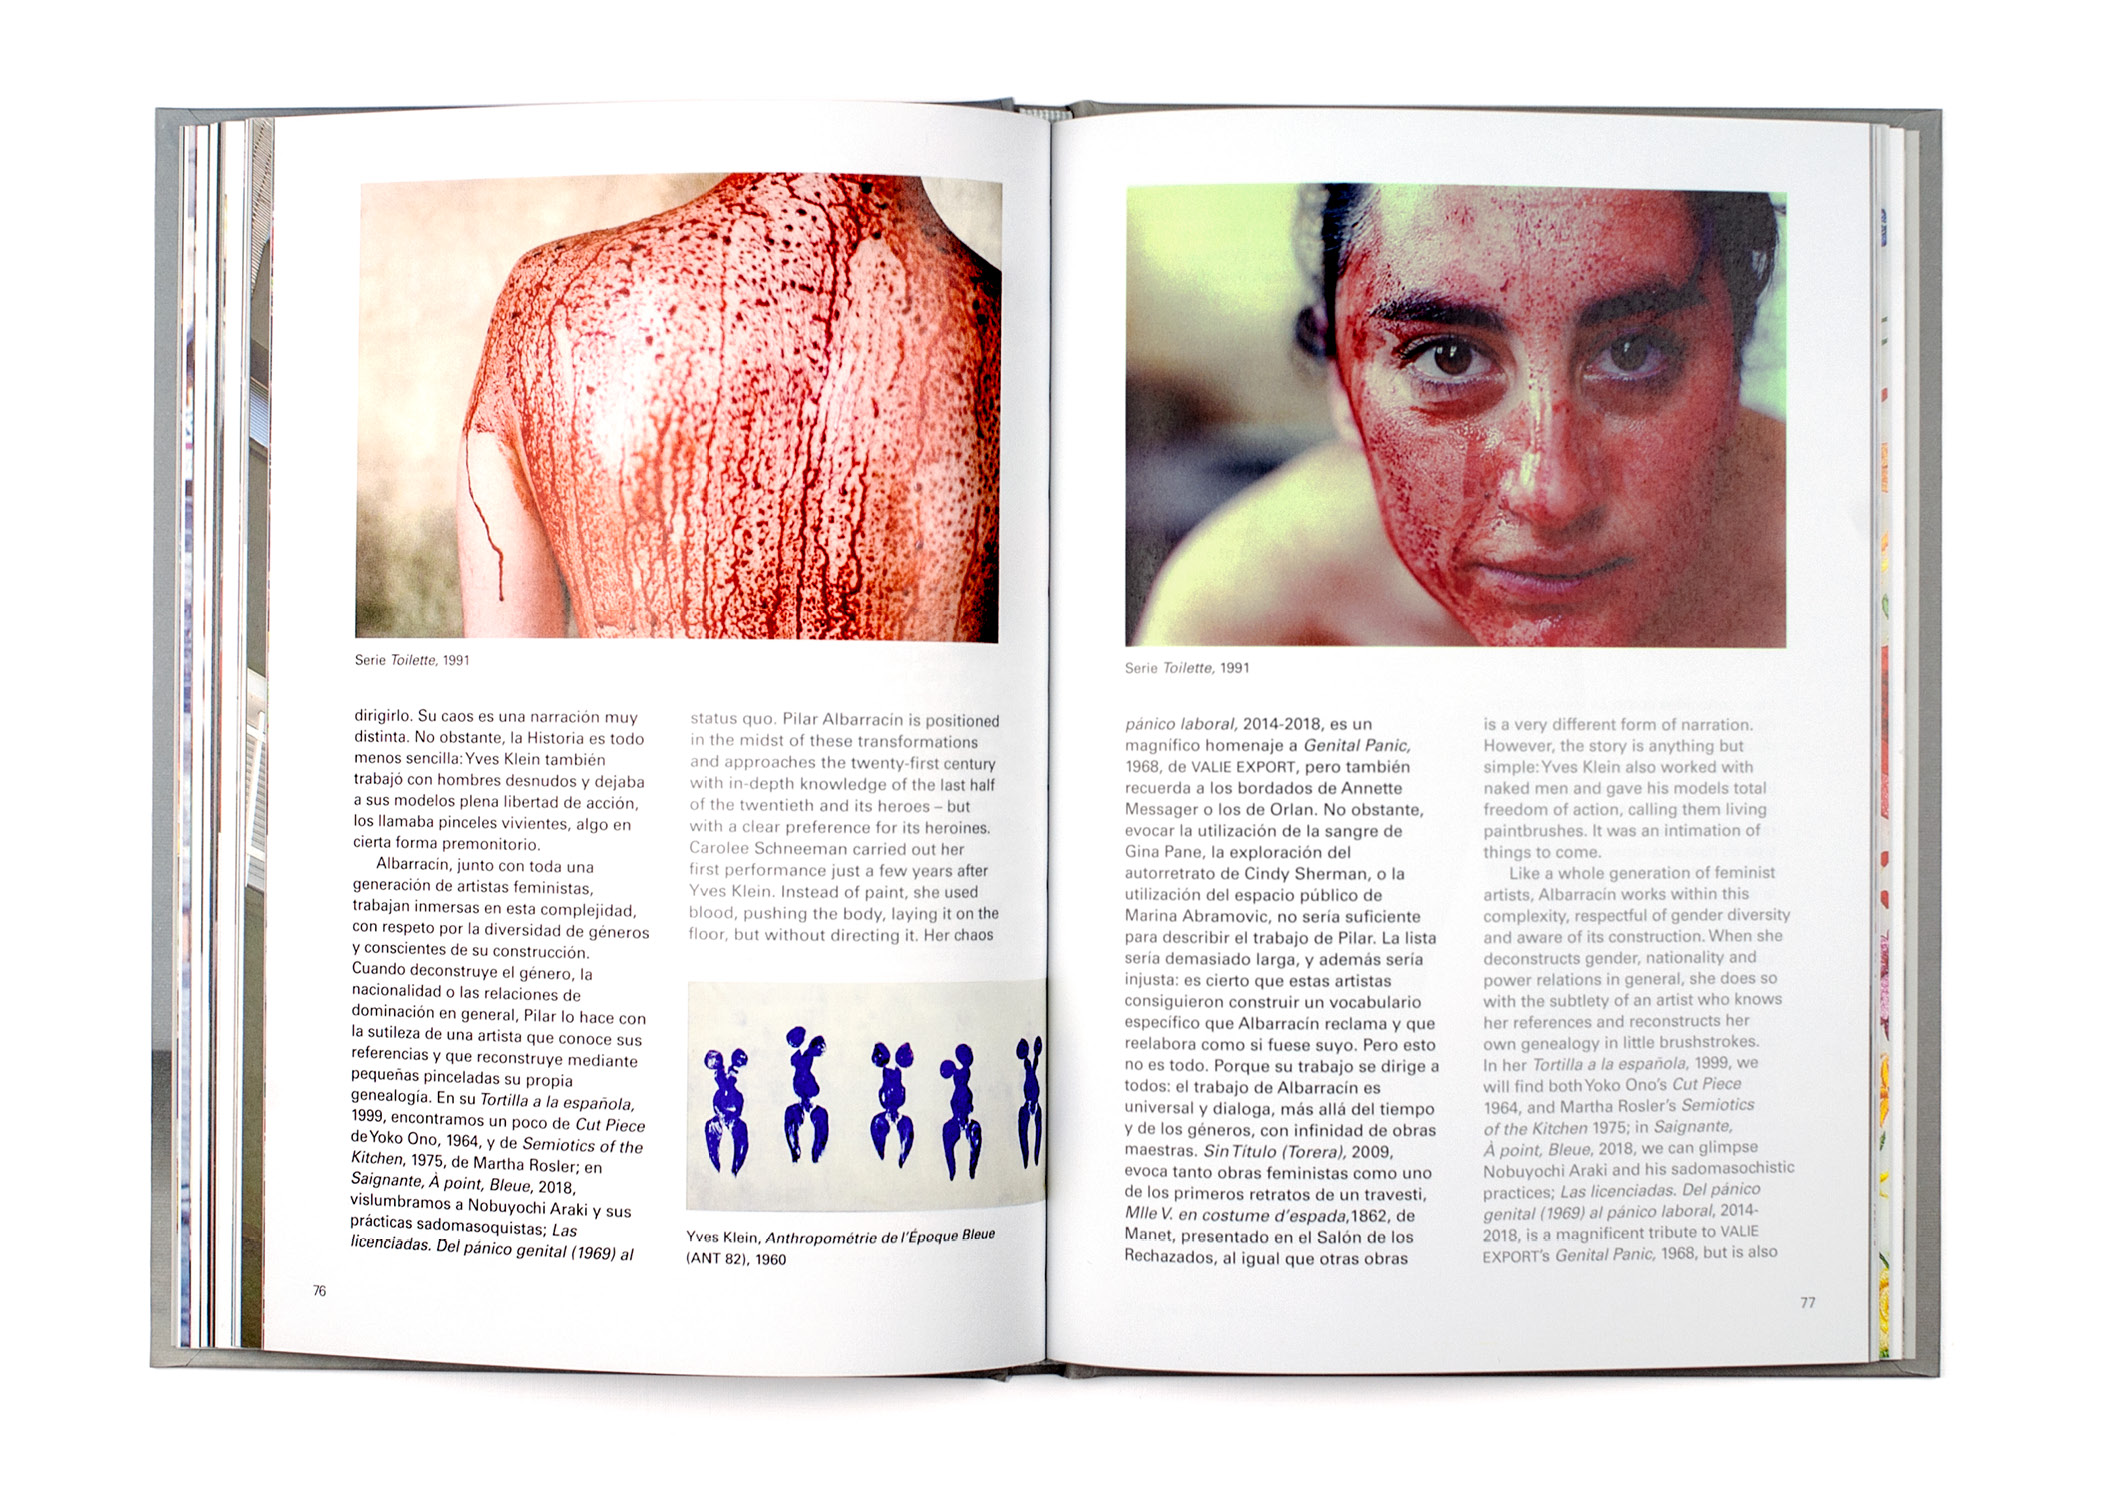 Serie Toilette, 1991
dirigirlo. Su caos es una narración muy
distinta. No obstante, la Historia es todo
menos sencilla: Yves Klein también
trabajó con hombres desnudos y dejaba
a sus modelos plena libertad de acción,
los llamaba pinceles vivientes, algo en
cierta forma premonitorio.
Albarracín, junto con toda una
generación de artistas feministas,
trabajan inmersas en esta complejidad,
con respeto por la diversidad de géneros
y conscientes de su construcción.
Cuando deconstruye el género, la
nacionalidad o las relaciones de
dominación en general, Pilar lo hace con
la sutileza de una artista que conoce sus
referencias y que reconstruye mediante
pequeñas pinceladas su propia
genealogía. En su Tortilla a la española,
1999, encontramos un poco de Cut Piece
de Yoko Ono, 1964, y de Semiotics of the
Kitchen, 1975, de Martha Rosler; en
Saignante, À point, Bleue, 2018,
vislumbramos a Nobuyochi Araki y sus
prácticas sadomasoquistas; Las
licenciadas. Del pánico genital (1969) al
status quo. Pilar Albarracín is positioned
in the midst of these transformations
and approaches the twenty-first century
with in-depth knowledge of the last half
of the twentieth and its heroes – but
with a clear preference for its heroines.
Carolee Schneeman carried out her
first performance just a few years after
Yves Klein. Instead of paint, she used
blood, pushing the body, laying it on the
floor, but without directing it. Her chaos
Yves Klein, Anthropométrie de l'Époque Bleue
(ANT 82), 1960
76
Serie Toilette, 1991
pánico laboral, 2014-2018, es un
magnífico homenaje a Genital Panic,
1968, de VALIE EXPORT, pero también
recuerda a los bordados de Annette
Messager o los de Orlan. No obstante,
evocar la utilización de la sangre de
Gina Pane, la exploración del
autorretrato de Cindy Sherman, o la
utilización del espacio público de
Marina Abramovic, no sería suficiente
para describir el trabajo de Pilar. La lista
sería demasiado larga, y además sería
injusta: es cierto que estas artistas
consiguieron construir un vocabulario
específico que Albarracín reclama y que
reelabora como si fuese suyo. Pero esto
no es todo. Porque su trabajo se dirige a
todos: el trabajo de Albarracín es
universal y dialoga, más allá del tiempo
y de los géneros, con infinidad de obras
maestras. Sin Título (Torera), 2009,
evoca tanto obras feministas como uno
de los primeros retratos de un travesti,
Mlle V. en costume d'espada,1862, de
Manet, presentado en el Salón de los
Rechazados, al igual que otras obras
is a very different form of narration.
However, the story is anything but
simple: Yves Klein also worked with
naked men and gave his models total
freedom of action, calling them living
paintbrushes. It was an intimation of
things to come.
Like a whole generation of feminist
artists, Albarracín works within this
complexity, respectful of gender diversity
and aware of its construction. When she
deconstructs gender, nationality and
power relations in general, she does so
with the subtlety of an artist who knows
her references and reconstructs her
own genealogy in little brushstrokes.
In her Tortilla a la española, 1999, we
will find both Yoko Ono's Cut Piece
1964, and Martha Rosler's Semiotics
of the Kitchen 1975; in Saignante,
À point, Bleue, 2018, we can glimpse
Nobuyochi Araki and his sadomasochistic
practices; Las licenciadas. Del pánico
genital (1969) al pánico laboral, 2014-
2018, is a magnificent tribute to VALIE
EXPORT's Genital Panic, 1968, but is also
77